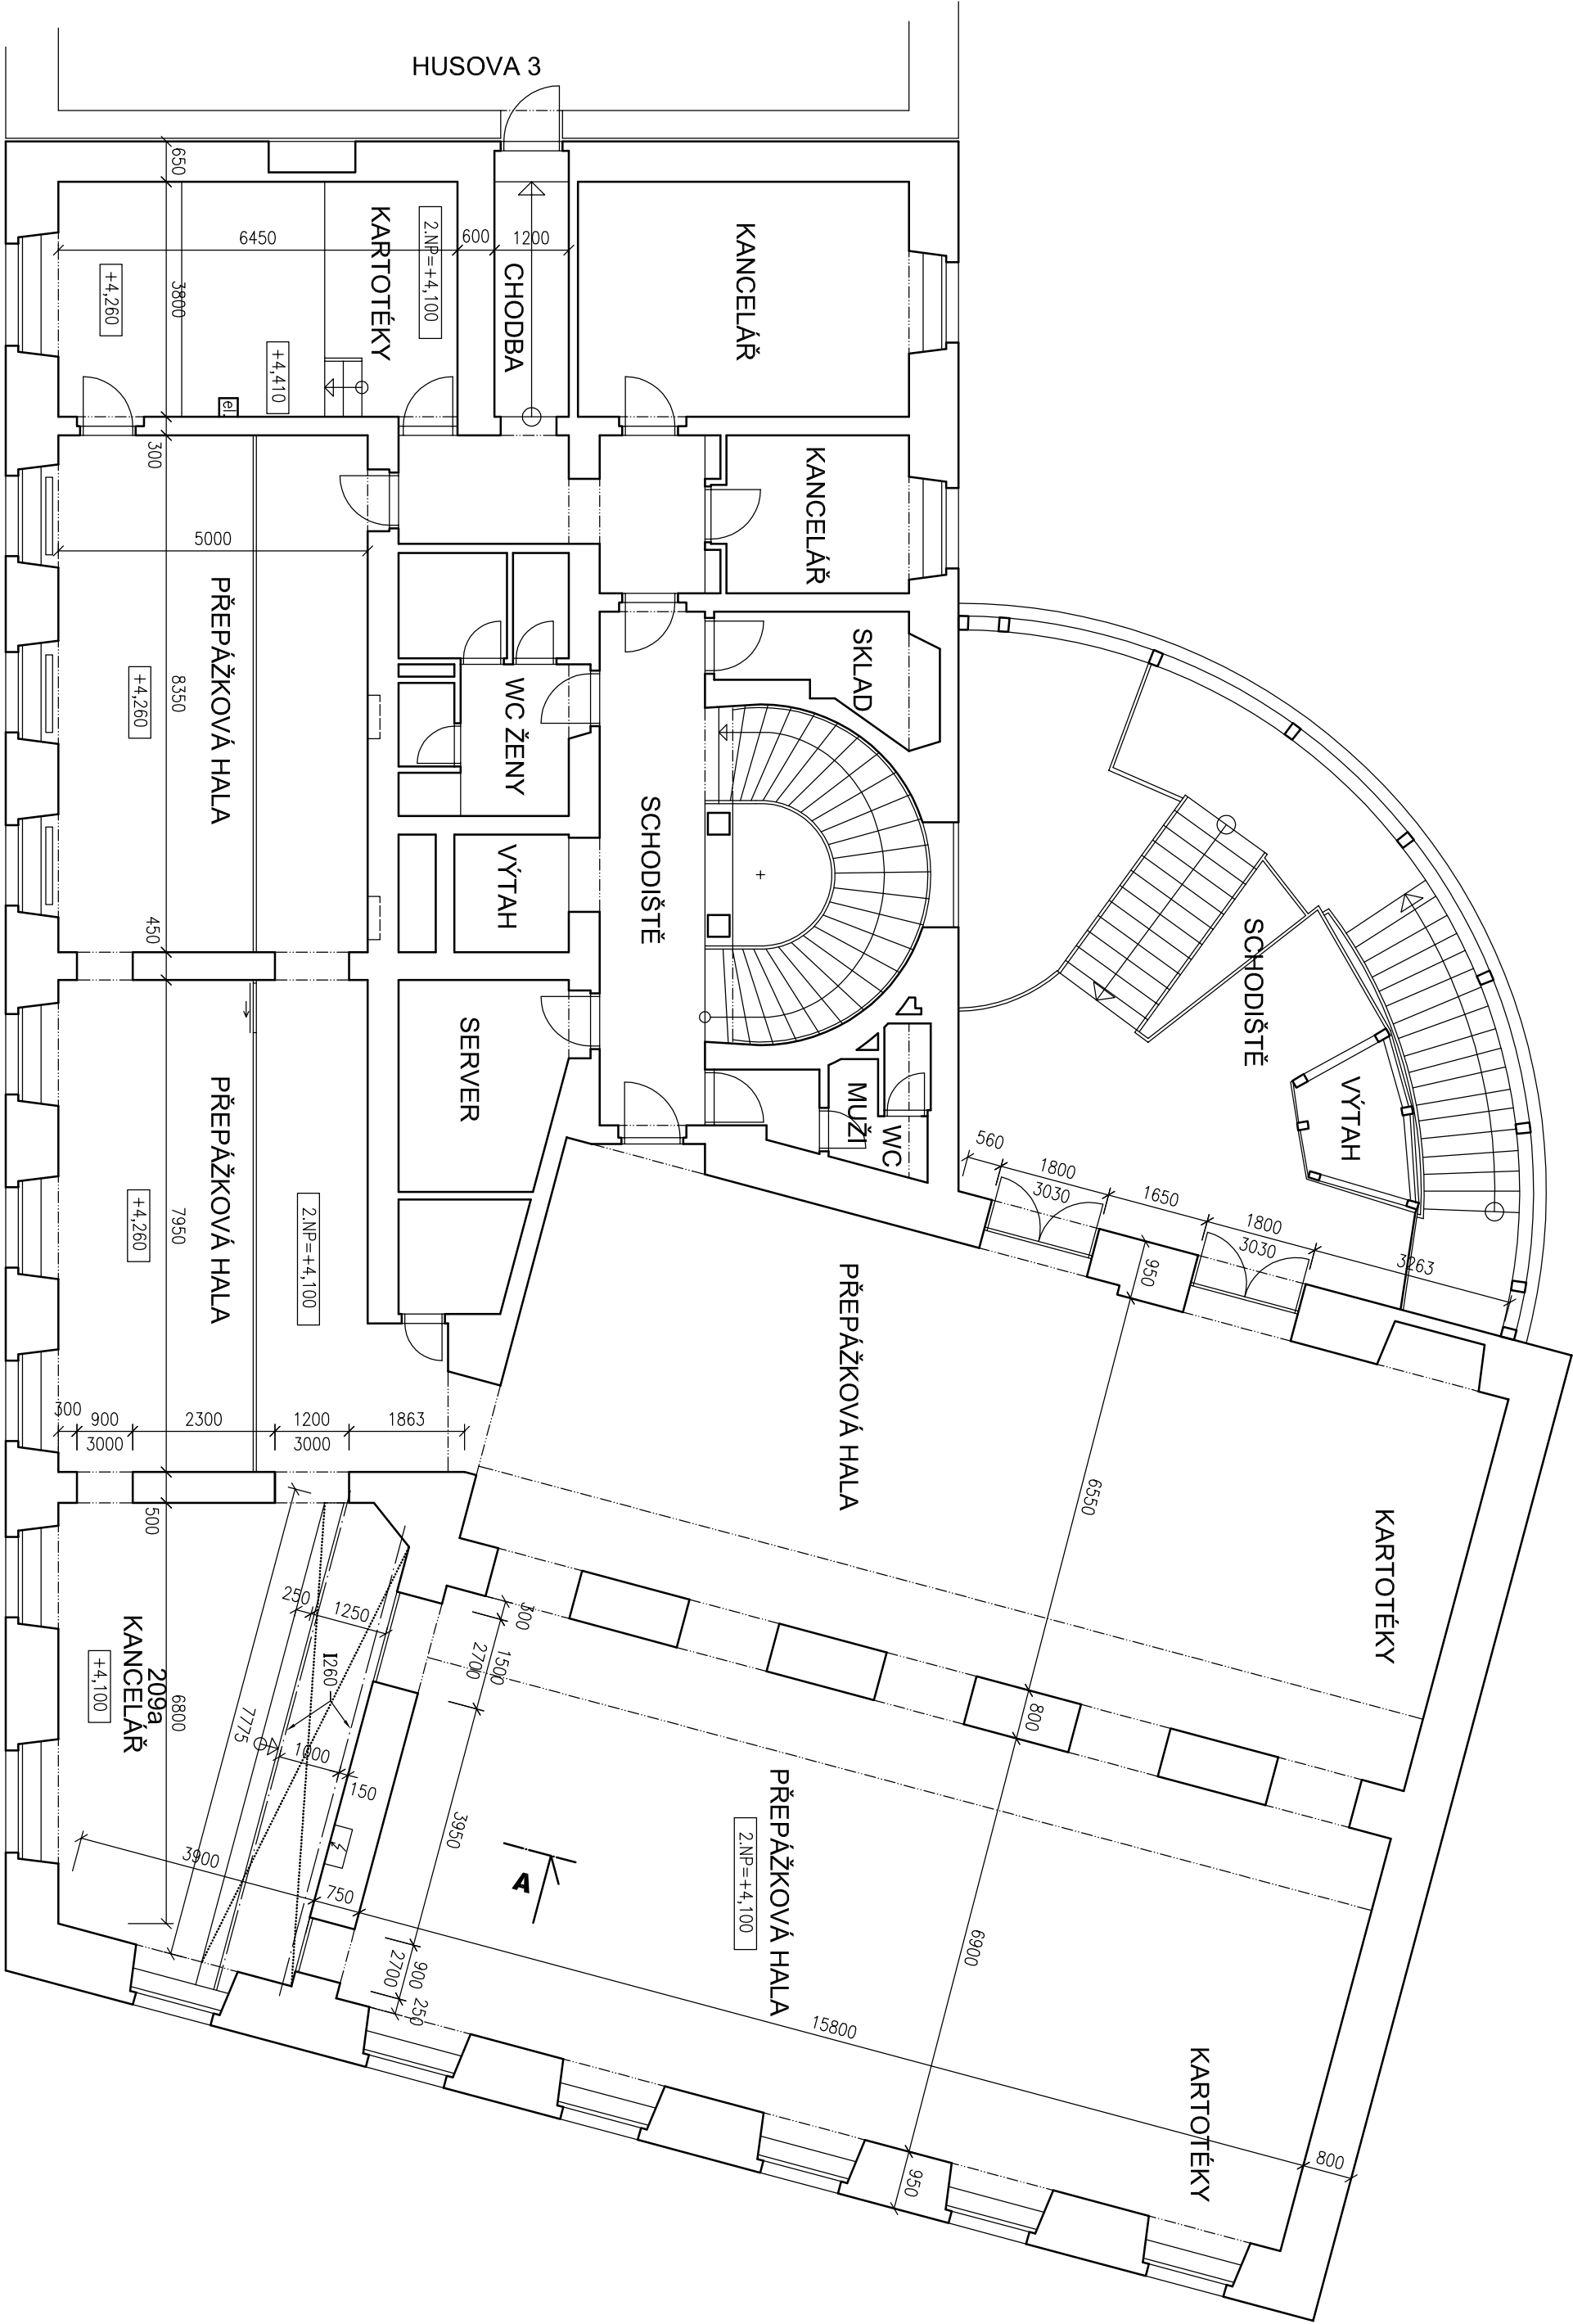 HUSOVA 3
650
6450
600
1200
KARTOTÉKY
2.NP=+4,100
CHODBA
KANCELÁŘ
+4,260
3800
+4,410
el.
300
KANCELÁŘ
5000
PŘEPÁŽKOVÁ HALA
8350
+4,260
450
WC ŽENY
SKLAD
SCHODIŠTĚ
VÝTAH
SCHODIŠTĚ
VÝTAH
SERVER
MUŽI
WC
560
1800
3030
1650
1800
3030
3263
950
PŘEPÁŽKOVÁ HALA
7950
+4,260
2.NP=+4,100
300
900
3000
2300
1200
3000
1863
500
PŘEPÁŽKOVÁ HALA
6550
KARTOTÉKY
250
1250
300
1500
2700
I260
KANCELÁŘ
209a
+4,100
6800
7775
1000
150
3900
750
3950
A
800
PŘEPÁŽKOVÁ HALA
2.NP=+4,100
6900
900
2700
250
15800
KARTOTÉKY
950
800